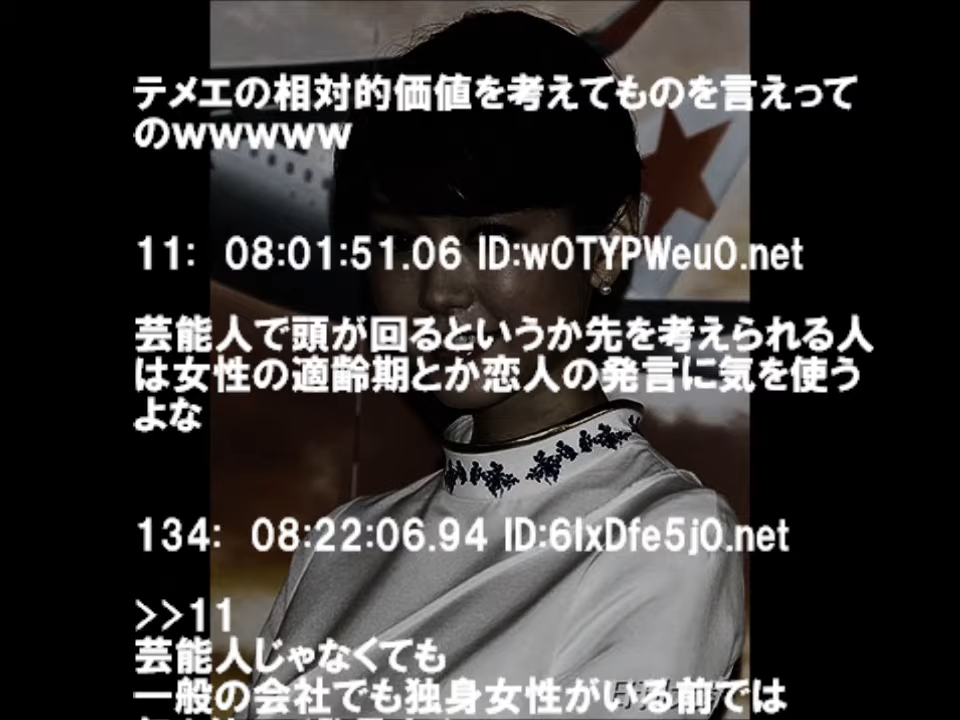 テメエの相対的価値を考えてものを言えって
のwwwww
11: 08:01:51.06 ID:w0TYPWeu0.net
芸能人で頭が回るというか先を考えられる人
は女性の適齢期とか恋人の発言に気を使う
よな
134: 08:22:06.94 ID:6IxDfe5j0.net
>>11
芸能人じゃなくても
一般の会社でも独身女性がいる前では